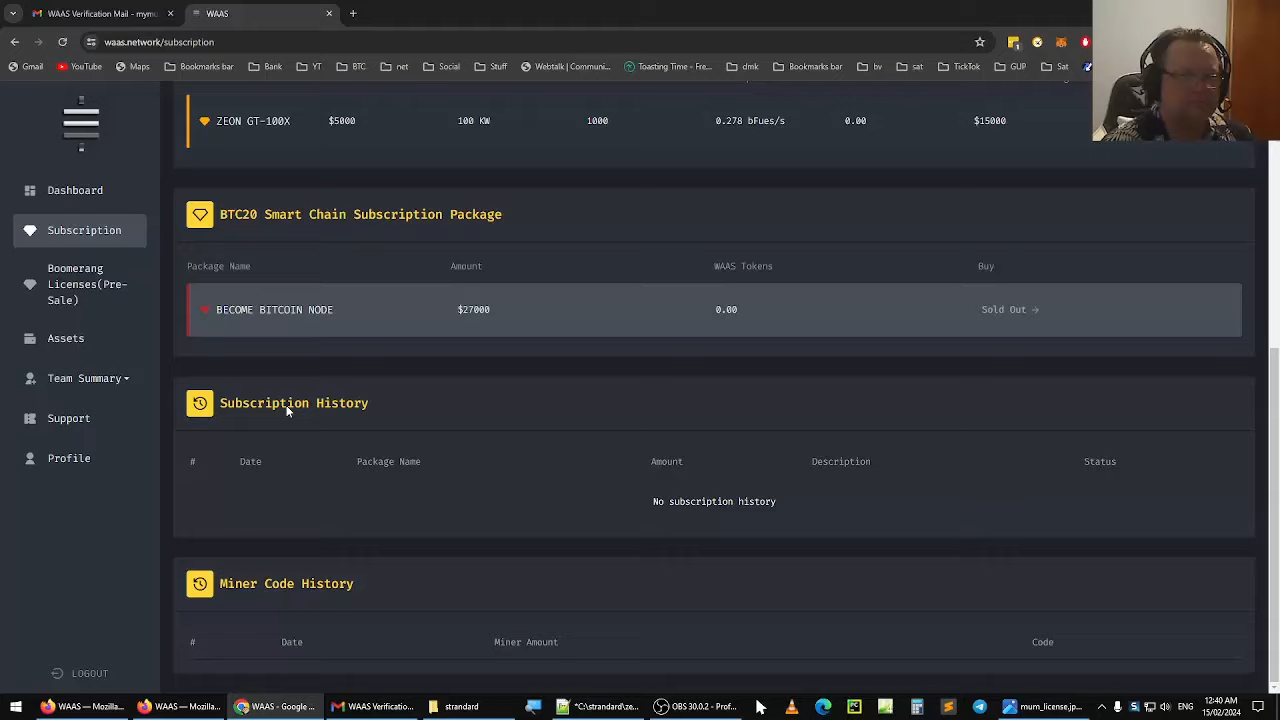 WAAS Verification Mail - mymu
WAAS
waas.network/subscription
Gmail
YouTube
Maps
Bookmarks bar
Bank
YT
BTC
net
Social
Stuff
Webtalk | Communi...
Toasting Time - Fre...
dmk
Bookmarks bar
bv
sat
TikTok
GUP
Sat
ZEON GT-100X $5000 100 KW 1000 0.278 bFues/s 0.00 $15000
Dashboard
Subscription
Boomerang
Licenses(Pre-
Sale)
Assets
Team Summary
Support
Profile
LOGOUT
BTC20 Smart Chain Subscription Package
Package Name Amount WAAS Tokens Buy
BECOME BITCOIN NODE $27000 0.00 Sold Out →
Subscription History
# Date Package Name Amount Description Status
No subscription history
Miner Code History
# Date Miner Amount Code
WAAS — Mozilla...
WAAS — Mozilla...
WAAS - Google...
WAAS Verificatio...
standard
OBS 30.0.2 - Prof...
mum_license.jp...
ENG
12:40 AM
15/02/2024